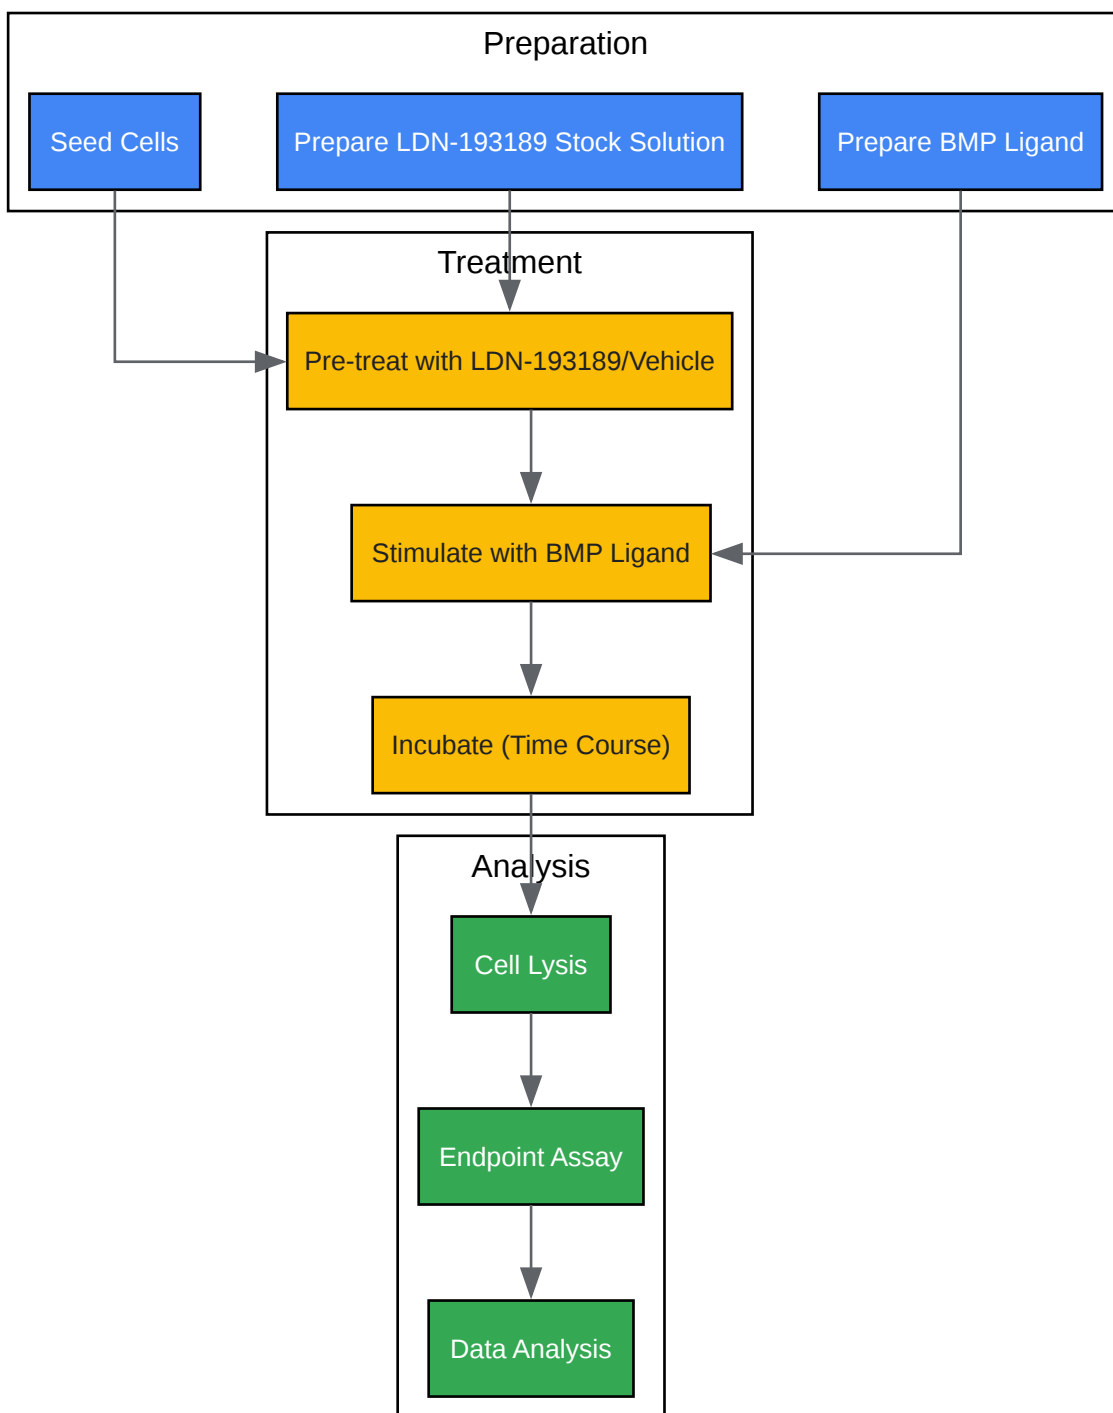 Preparation
Seed Cells
Prepare LDN-193189 Stock Solution
Prepare BMP Ligand
Treatment
Pre-treat with LDN-193189/Vehicle
Stimulate with BMP Ligand
Incubate (Time Course)
Analysis
Cell Lysis
Endpoint Assay
Data Analysis